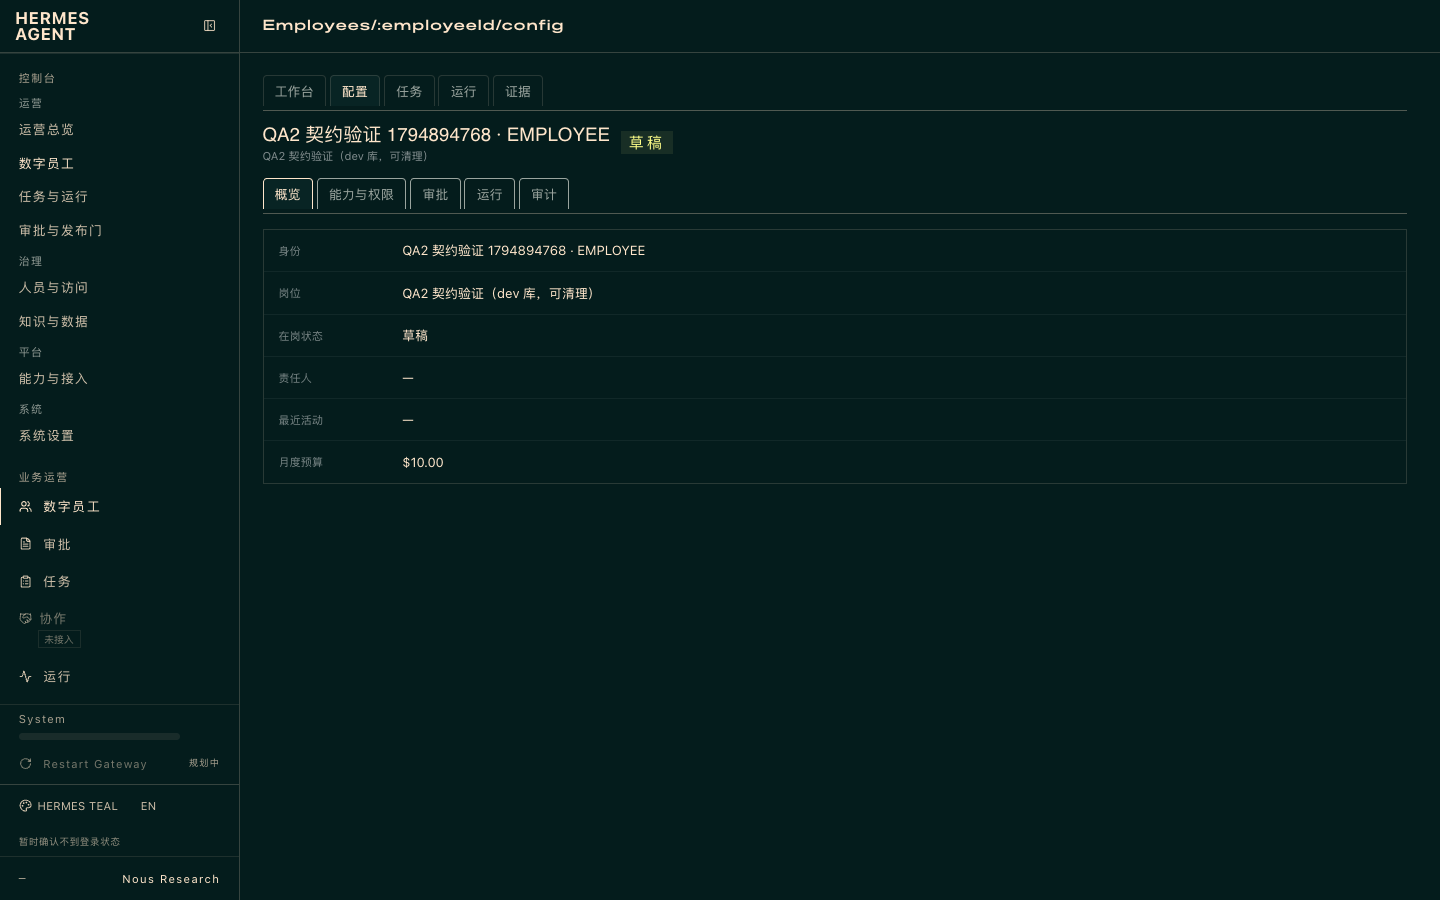 HERMES
AGENT
Employees/:employeeId/config
控制台
运营
运营总览
数字员工
任务与运行
审批与发布门
治理
人员与访问
知识与数据
平台
能力与接入
系统
系统设置
业务运营
数字员工
审批
任务
协作
未接入
运行
System
Restart Gateway 规划中
HERMES TEAL EN
暂时确认不到登录状态
— Nous Research
工作台 配置 任务 运行 证据
QA2 契约验证 1794894768 · EMPLOYEE 草稿
QA2 契约验证（dev 库，可清理）
概览 能力与权限 审批 运行 审计
身份 QA2 契约验证 1794894768 · EMPLOYEE
岗位 QA2 契约验证（dev 库，可清理）
在岗状态 草稿
责任人 —
最近活动 —
月度预算 $10.00